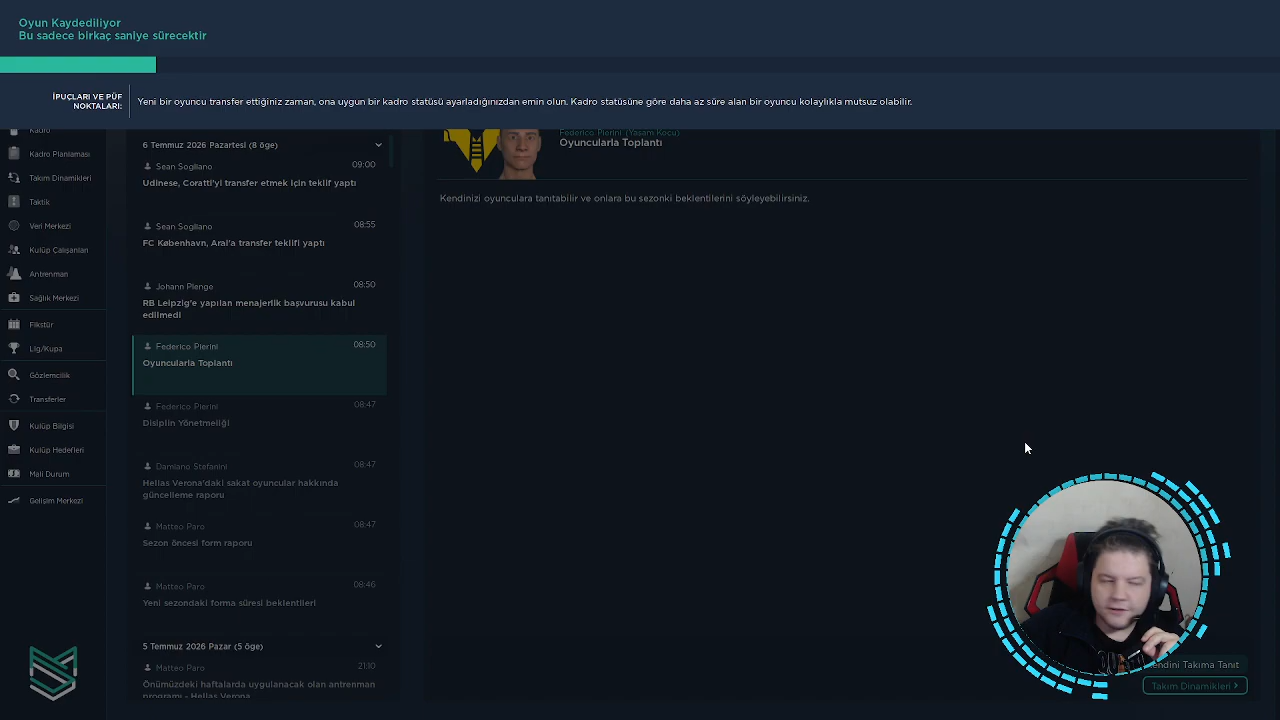 Oyun Kaydediliyor
Bu sadece birkaç saniye sürecektir
İPUÇLARI VE PÜF
NOKTALARI:
Yeni bir oyuncu transfer ettiğiniz zaman, ona uygun bir kadro statüsü ayarladığınızdan emin olun. Kadro statüsüne göre daha az süre alan bir oyuncu kolaylıkla mutsuz olabilir.
Kadro
Kadro Planlaması
Takım Dinamikleri
Taktik
Veri Merkezi
Kulüp Çalışanları
Antrenman
Sağlık Merkezi
Fikstür
Lig/Kupa
Gözlemcilik
Transferler
Kulüp Bilgisi
Kulüp Hedefleri
Mali Durum
Gelişim Merkezi
6 Temmuz 2026 Pazartesi (8 öge)
Sean Sogliano 09:00
Udinese, Coratti'yi transfer etmek için teklif yaptı
Sean Sogliano 08:55
FC København, Aral'a transfer teklifi yaptı
Johann Plenge 08:50
RB Leipzig'e yapılan menajerlik başvurusu kabul
edilmedi
Federico Pierini 08:50
Oyuncularla Toplantı
Federico Pierini 08:47
Disiplin Yönetmeliği
Damiano Stefanini 08:47
Hellas Verona'daki sakat oyuncular hakkında
güncelleme raporu
Matteo Paro 08:47
Sezon öncesi form raporu
Matteo Paro 08:46
Yeni sezondaki forma süresi beklentileri
5 Temmuz 2026 Pazar (5 öge)
Matteo Paro 21:10
Önümüzdeki haftalarda uygulanacak olan antrenman
programı - Hellas Verona
Federico Pierini (Yaşam Koçu)
Oyuncularla Toplantı
Kendinizi oyunculara tanıtabilir ve onlara bu sezonki beklentilerini söyleyebilirsiniz.
Kendini Takıma Tanıt
Takım Dinamikleri